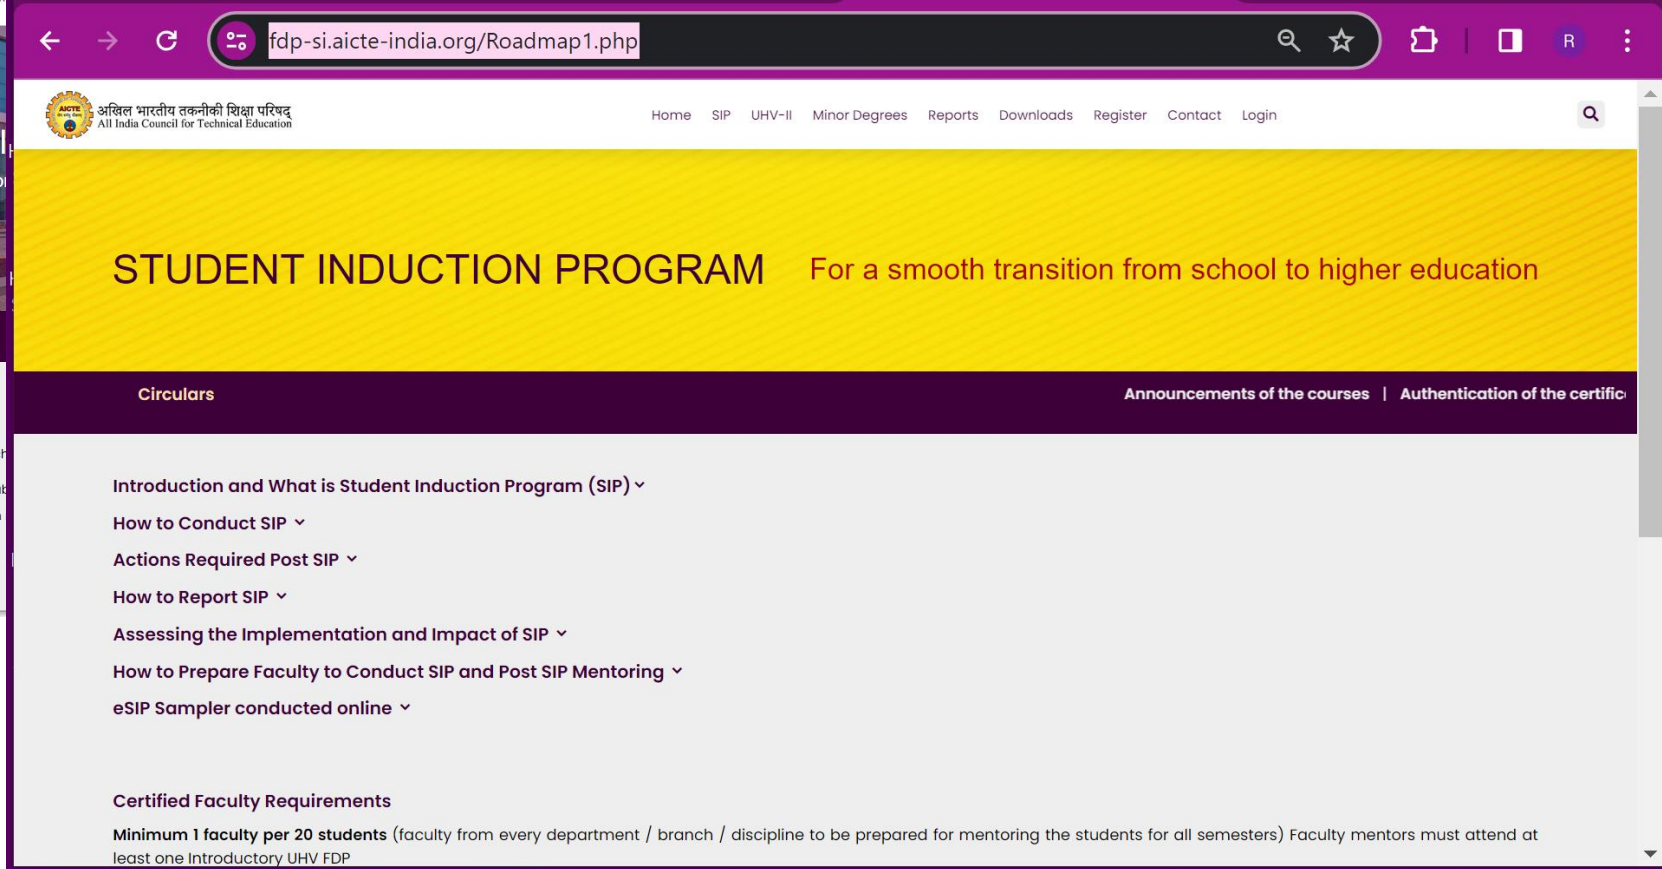 fdp-si.aicte-india.org/Roadmap1.php
R
AICTE
अखिल भारतीय तकनीकी शिक्षा परिषद्
All India Council for Technical Education
Home SIP UHV-II Minor Degrees Reports Downloads Register Contact Login
STUDENT INDUCTION PROGRAM For a smooth transition from school to higher education
Circulars Announcements of the courses | Authentication of the certific
Introduction and What is Student Induction Program (SIP)
How to Conduct SIP
Actions Required Post SIP
How to Report SIP
Assessing the Implementation and Impact of SIP
How to Prepare Faculty to Conduct SIP and Post SIP Mentoring
eSIP Sampler conducted online
Certified Faculty Requirements
Minimum 1 faculty per 20 students (faculty from every department / branch / discipline to be prepared for mentoring the students for all semesters) Faculty mentors must attend at
least one Introductory UHV FDP